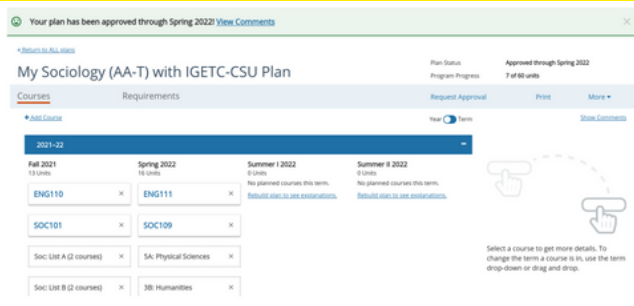 Your plan has been approved through Spring 2022! View Comments
< Return to ALL plans
My Sociology (AA-T) with IGETC-CSU Plan
Plan Status Approved through Spring 2022
Program Progress 7 of 60 units
Courses Requirements Request Approval Print More
+ Add Course Year Term Show Comments
2021-22
Fall 2021
13 Units
ENG110
SOC101
Soc: List A (2 courses)
Soc: List B (2 courses)
Spring 2022
16 Units
ENG111
SOC109
5A: Physical Sciences
3B: Humanities
Summer I 2022
0 Units
No planned courses this term.
Rebuild plan to see explanations.
Summer II 2022
0 Units
No planned courses this term.
Rebuild plan to see explanations.
Select a course to get more details. To
change the term a course is in, use the term
drop-down or drag and drop.